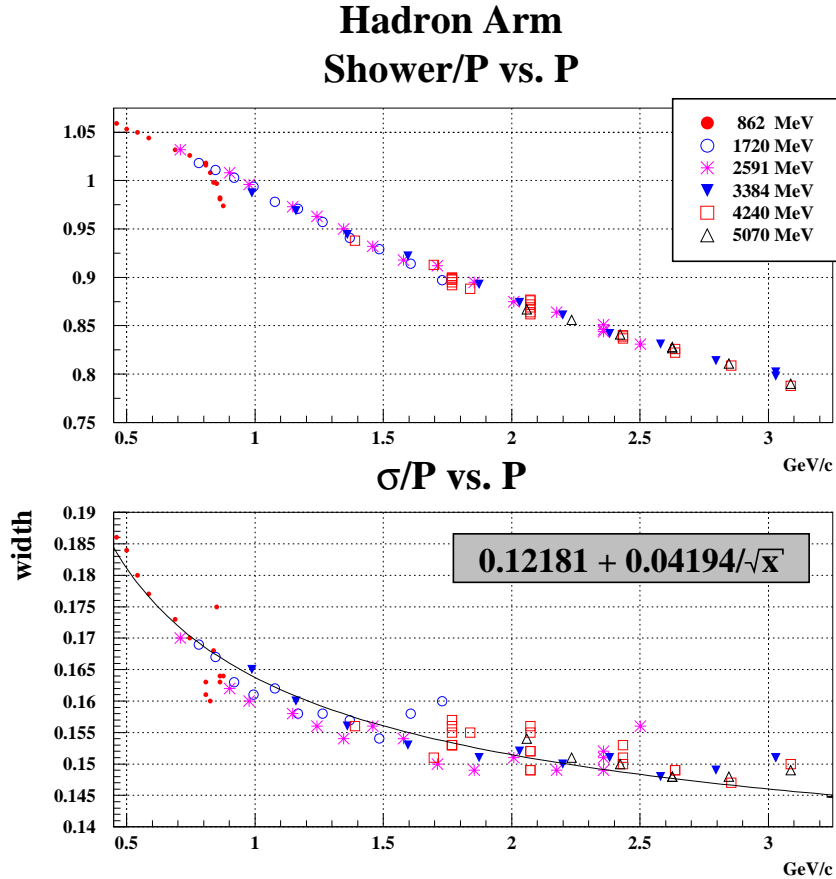 Hadron Arm
Shower/P vs. P
862 MeV
1720 MeV
2591 MeV
3384 MeV
4240 MeV
5070 MeV
1.05
1
0.95
0.9
0.85
0.8
0.75
0.5 1 1.5 2 2.5 3
GeV/c
σ/P vs. P
width
0.12181 + 0.04194/√x
0.19
0.185
0.18
0.175
0.17
0.165
0.16
0.155
0.15
0.145
0.14
0.5 1 1.5 2 2.5 3
GeV/c